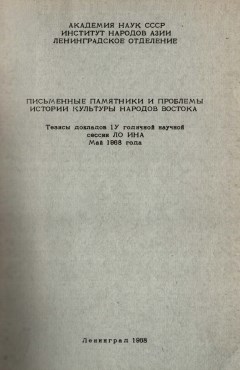 АКАДЕМИЯ НАУК СССР
ИНСТИТУТ НАРОДОВ АЗИИ
ЛЕНИНГРАДСКОЕ ОТДЕЛЕНИЕ
ПИСЬМЕННЫЕ ПАМЯТНИКИ И ПРОБЛЕМЫ
ИСТОРИИ КУЛЬТУРЫ НАРОДОВ ВОСТОКА
Тезисы докладов IУ годичной научной
сессии ЛО ИНА
Май 1968 года
Ленинград 1968